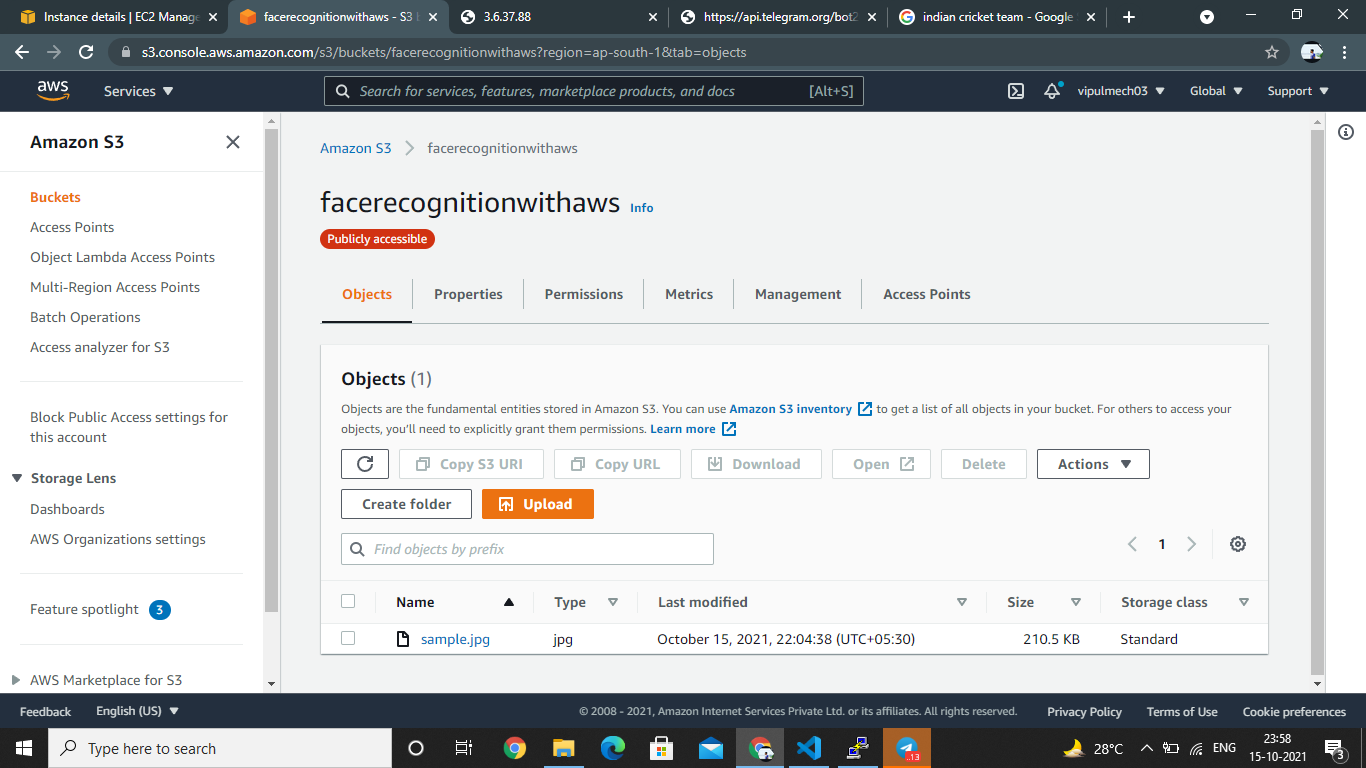 Instance details | EC2 Manage
facerecognitionwithaws - S3 b
3.6.37.88
https://api.telegram.org/bot2
indian cricket team - Google
s3.console.aws.amazon.com/s3/buckets/facerecognitionwithaws?region=ap-south-1&tab=objects
aws Services Search for services, features, marketplace products, and docs [Alt+S] vipulmech03 Global Support
Amazon S3
Buckets
Access Points
Object Lambda Access Points
Multi-Region Access Points
Batch Operations
Access analyzer for S3
Block Public Access settings for
this account
Storage Lens
Dashboards
AWS Organizations settings
Feature spotlight 3
AWS Marketplace for S3
Amazon S3 facerecognitionwithaws
facerecognitionwithaws Info
Publicly accessible
Objects Properties Permissions Metrics Management Access Points
Objects (1)
Objects are the fundamental entities stored in Amazon S3. You can use Amazon S3 inventory to get a list of all objects in your bucket. For others to access your
objects, you'll need to explicitly grant them permissions. Learn more
Copy S3 URI Copy URL Download Open Delete Actions
Create folder Upload
Find objects by prefix 1
Name Type Last modified Size Storage class
sample.jpg jpg October 15, 2021, 22:04:38 (UTC+05:30) 210.5 KB Standard
Feedback English (US) © 2008 - 2021, Amazon Internet Services Private Ltd. or its affiliates. All rights reserved. Privacy Policy Terms of Use Cookie preferences
Type here to search ..13 28°C ENG 23:58
15-10-2021 3